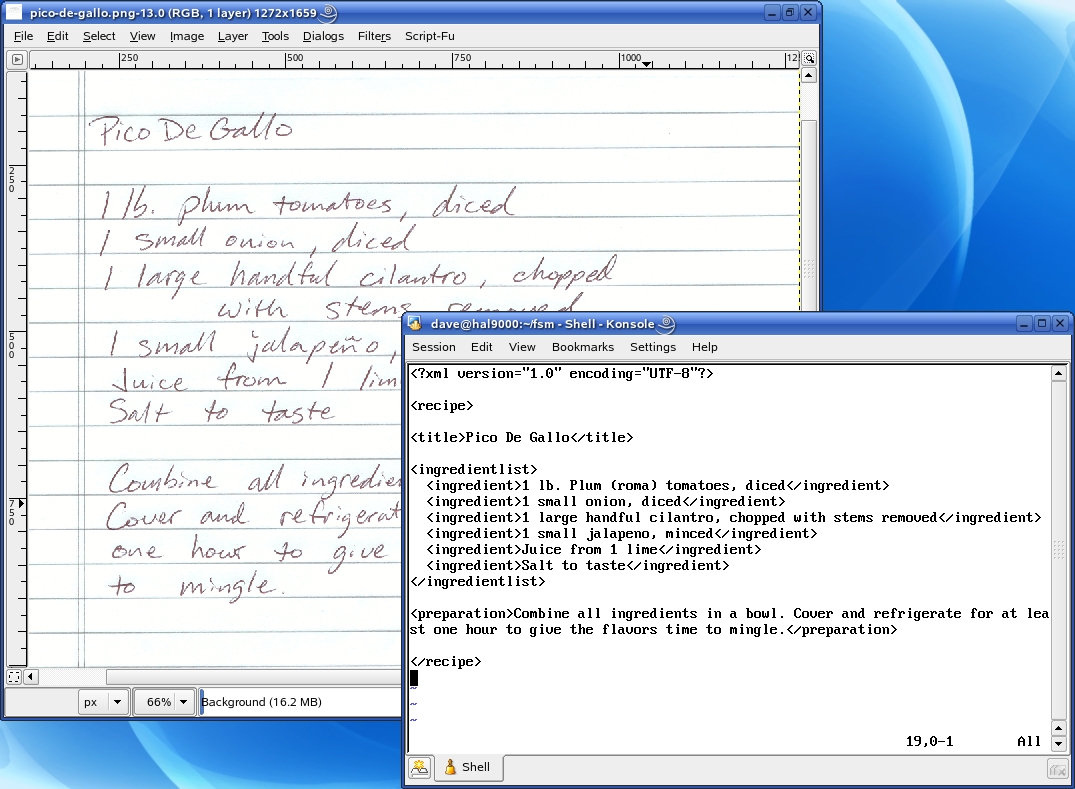 pico-de-gallo.png-13.0 (RGB, 1 layer) 1272x1659
File Edit Select View Image Layer Tools Dialogs Filters Script-Fu
250 500 750 1000 12
250
500
750
Pico De Gallo
1 lb. plum tomatoes, diced
1 small onion, diced
1 large handful cilantro, chopped
with stems removed
1 small jalapeño,
Juice from 1 lim
Salt to taste
Combine all ingredien
Cover and refrigerat
one hour to give
to mingle.
px 66% Background (16.2 MB)
dave@hal9000:~/fsm - Shell - Konsole
Session Edit View Bookmarks Settings Help
<?xml version="1.0" encoding="UTF-8"?>
<recipe>
<title>Pico De Gallo</title>
<ingredientlist>
<ingredient>1 lb. Plum (roma) tomatoes, diced</ingredient>
<ingredient>1 small onion, diced</ingredient>
<ingredient>1 large handful cilantro, chopped with stems removed</ingredient>
<ingredient>1 small jalapeno, minced</ingredient>
<ingredient>Juice from 1 lime</ingredient>
<ingredient>Salt to taste</ingredient>
</ingredientlist>
<preparation>Combine all ingredients in a bowl. Cover and refrigerate for at lea
st one hour to give the flavors time to mingle.</preparation>
</recipe>
~
~
~
19,0-1 All
Shell